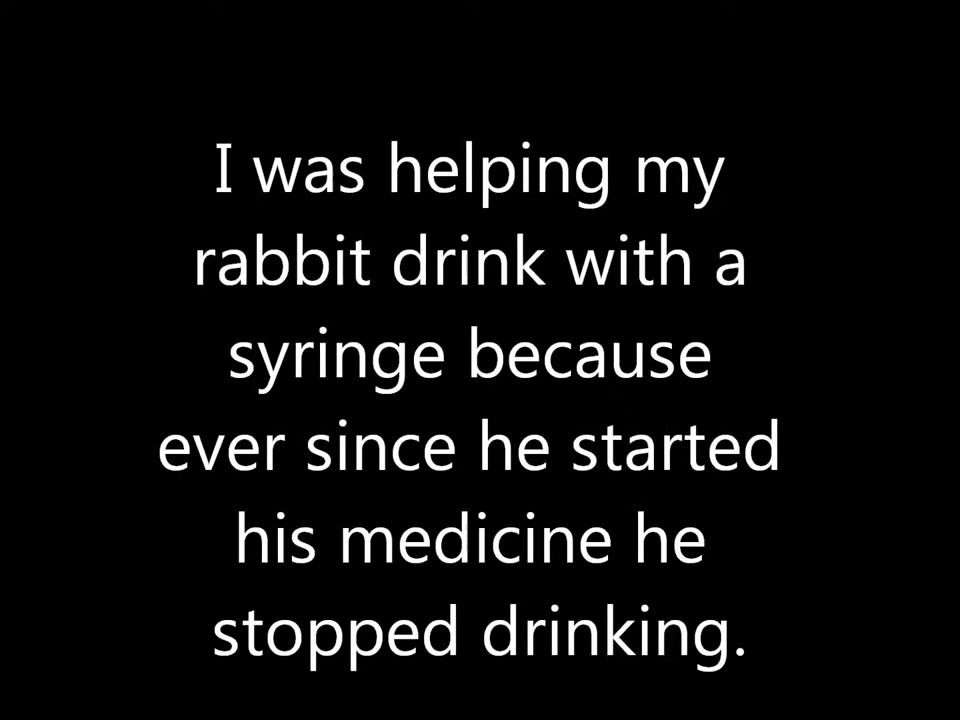 I was helping my
rabbit drink with a
syringe because
ever since he started
his medicine he
stopped drinking.